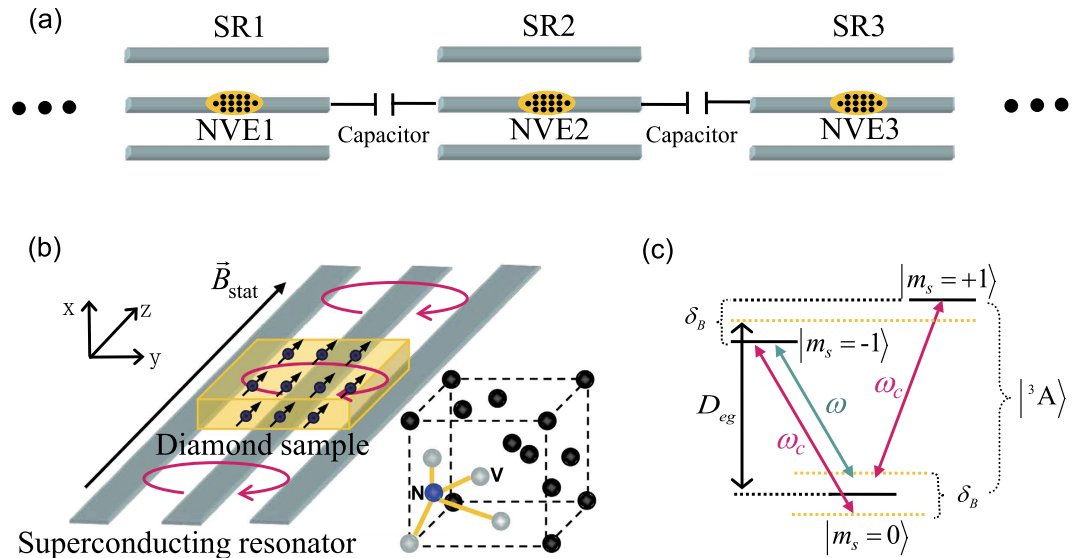 (a)
SR1 SR2 SR3
NVE1 Capacitor NVE2 Capacitor NVE3
(b)
x
z
y
B⃗stat
Diamond sample
N
V
Superconducting resonator
(c)
|mₛ = +1⟩
δB
|mₛ = -1⟩
Deg
ωc
ω
ωc
|³A⟩
δB
|mₛ = 0⟩